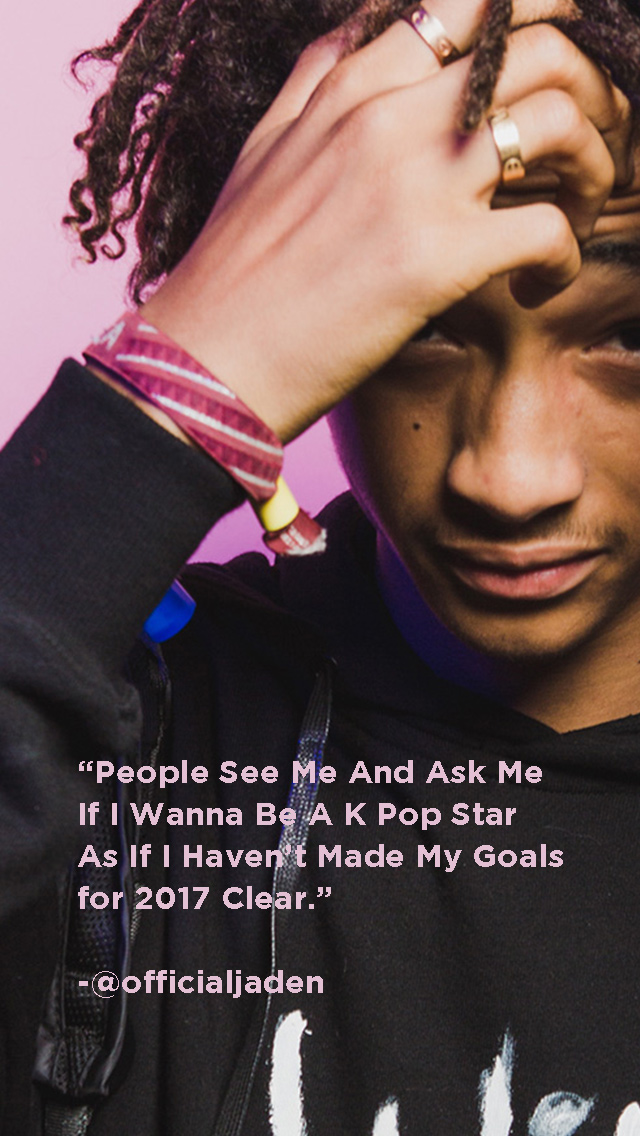 “People See Me And Ask Me
If I Wanna Be A K Pop Star
As If I Haven’t Made My Goals
for 2017 Clear.”
-@officialjaden